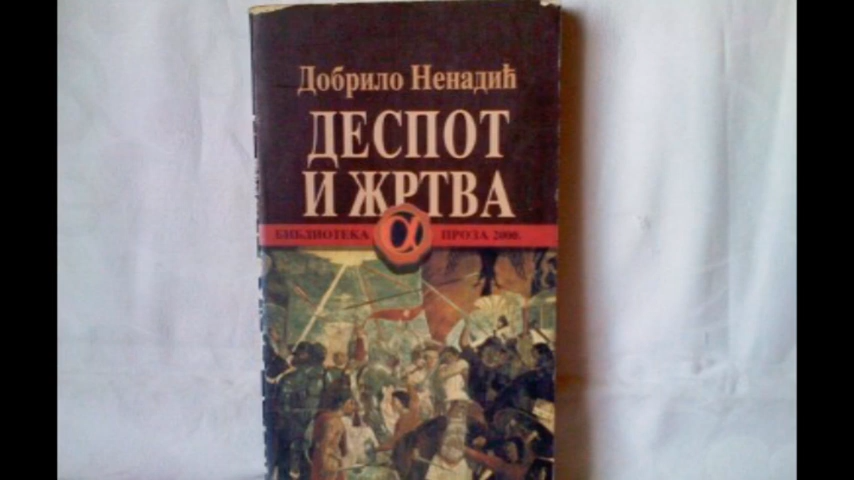 Добрило Ненадић
ДЕСПОТ
И ЖРТВА
БИБЛИОТЕКА α ПРОЗА 2000.